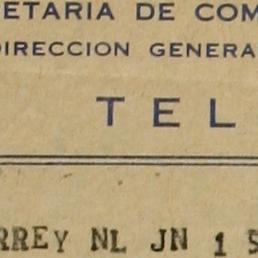 ETARIA DE COM
DIRECCION GENERA
TEL
RREY NL JN 1 5